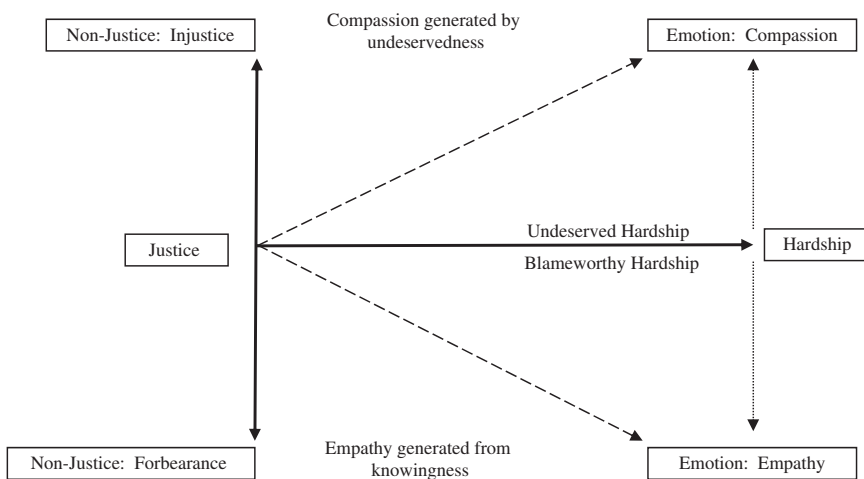 Compassion generated by
undeservedness
Non-Justice: Injustice
Emotion: Compassion
Undeserved Hardship
Justice
Hardship
Blameworthy Hardship
Non-Justice: Forbearance
Empathy generated from
knowingness
Emotion: Empathy